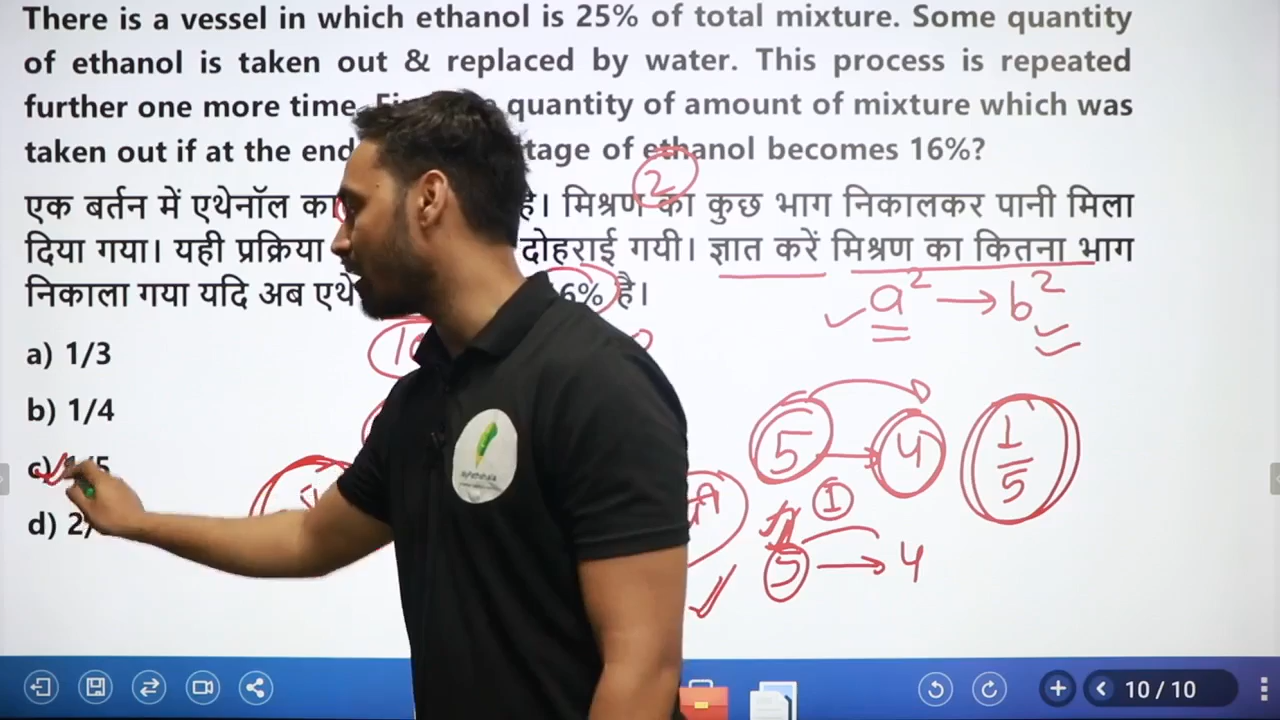 There is a vessel in which ethanol is 25% of total mixture. Some quantity
of ethanol is taken out & replaced by water. This process is repeated
further one more time. quantity of amount of mixture which was
taken out if at the end of ethanol becomes 16%?
2
एक बर्तन में एथेनॉल है। मिश्रण का कुछ भाग निकालकर पानी मिला
दिया गया। यही प्रक्रिया दोहराई गयी। ज्ञात करें मिश्रण का कितना भाग
निकाला गया यदि अब 16% है।
a² → b²
a) 1/3
b) 1/4
5 → 4 1/5
c) 1/5
1
d)
5 → 4
10 / 10